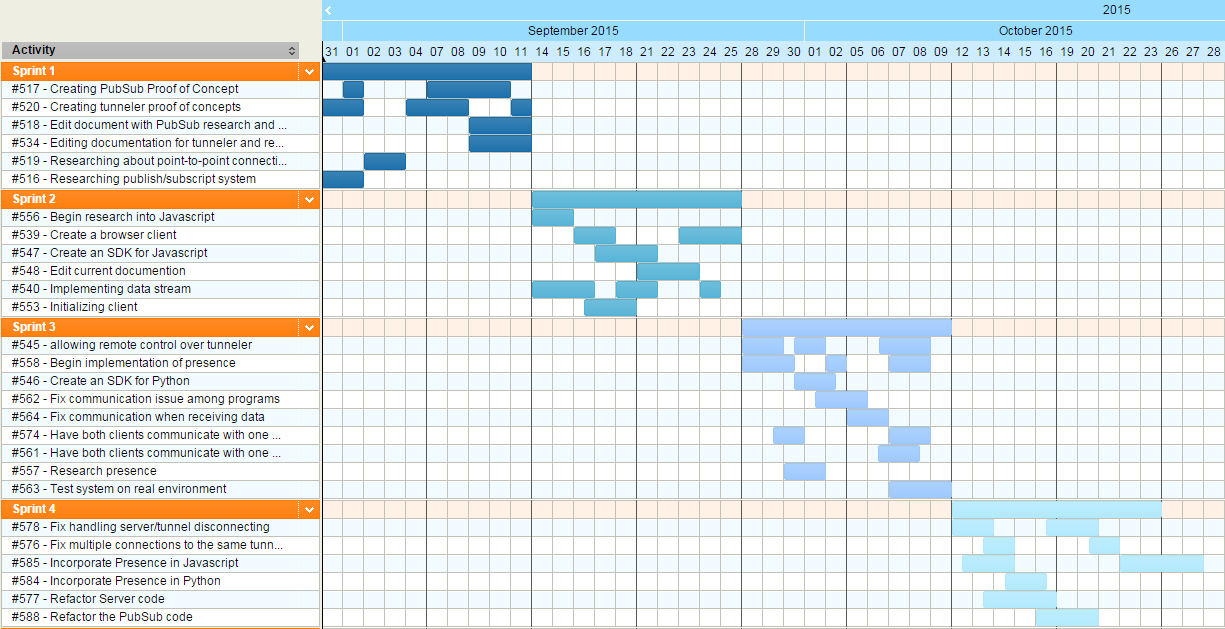 2015
September 2015 October 2015
Activity
31 01 02 03 04 07 08 09 10 11 14 15 16 17 18 21 22 23 24 25 28 29 30 01 02 05 06 07 08 09 12 13 14 15 16 19 20 21 22 23 26 27 28
Sprint 1
#517 - Creating PubSub Proof of Concept
#520 - Creating tunneler proof of concepts
#518 - Edit document with PubSub research and ...
#534 - Editing documentation for tunneler and re...
#519 - Researching about point-to-point connecti...
#516 - Researching publish/subscript system
Sprint 2
#556 - Begin research into Javascript
#539 - Create a browser client
#547 - Create an SDK for Javascript
#548 - Edit current documention
#540 - Implementing data stream
#553 - Initializing client
Sprint 3
#545 - allowing remote control over tunneler
#558 - Begin implementation of presence
#546 - Create an SDK for Python
#562 - Fix communication issue among programs
#564 - Fix communication when receiving data
#574 - Have both clients communicate with one ...
#561 - Have both clients communicate with one ...
#557 - Research presence
#563 - Test system on real environment
Sprint 4
#578 - Fix handling server/tunnel disconnecting
#576 - Fix multiple connections to the same tunn...
#585 - Incorporate Presence in Javascript
#584 - Incorporate Presence in Python
#577 - Refactor Server code
#588 - Refactor the PubSub code